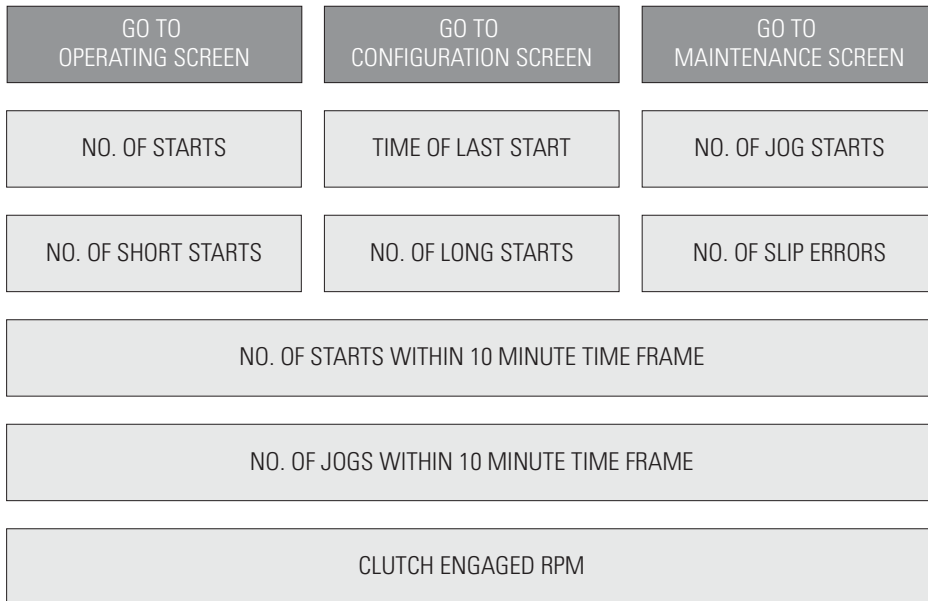 GO TO
OPERATING SCREEN
GO TO
CONFIGURATION SCREEN
GO TO
MAINTENANCE SCREEN
NO. OF STARTS
TIME OF LAST START
NO. OF JOG STARTS
NO. OF SHORT STARTS
NO. OF LONG STARTS
NO. OF SLIP ERRORS
NO. OF STARTS WITHIN 10 MINUTE TIME FRAME
NO. OF JOGS WITHIN 10 MINUTE TIME FRAME
CLUTCH ENGAGED RPM